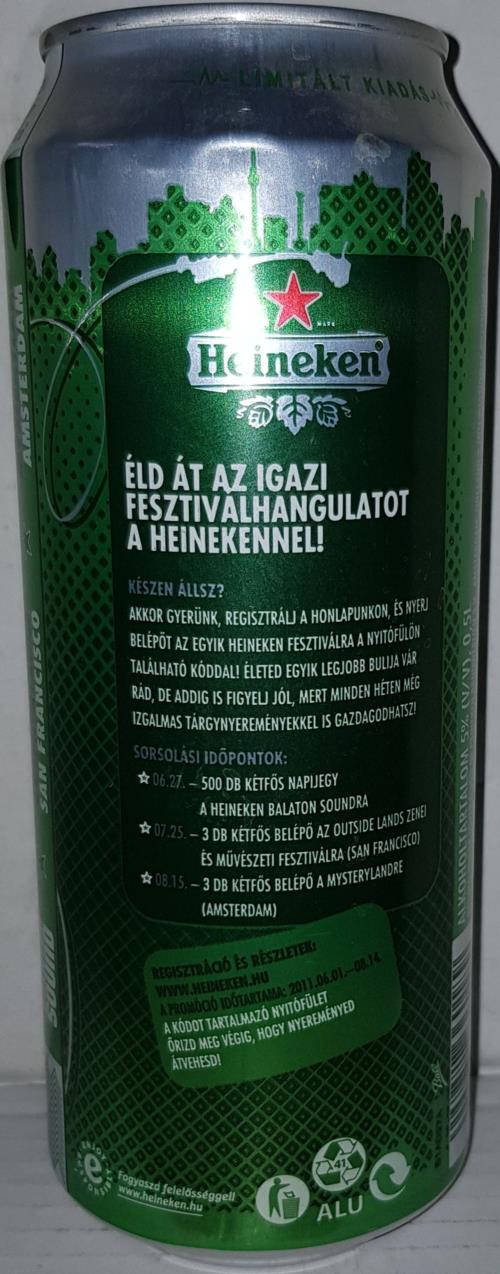 LIMITÁLT KIADÁS
Heineken
ÉLD ÁT AZ IGAZI
FESZTIVÁLHANGULATOT
A HEINEKENNEL!
KÉSZEN ÁLLSZ?
AKKOR GYERÜNK, REGISZTRÁLJ A HONLAPUNKON, ÉS NYERJ
BELÉPŐT AZ EGYIK HEINEKEN FESZTIVÁLRA A NYITÓFÜLÖN
TALÁLHATÓ KÓDDAL! ÉLETED EGYIK LEGJOBB BULIJA VÁR
RÁD, DE ADDIG IS FIGYELJ JÓL, MERT MINDEN HÉTEN MÉG
IZGALMAS TÁRGYNYEREMÉNYEKKEL IS GAZDAGODHATSZ!
SORSOLÁSI IDŐPONTOK:
06.27. – 500 DB KÉTFŐS NAPIJEGY
A HEINEKEN BALATON SOUNDRA
07.25. – 3 DB KÉTFŐS BELÉPŐ AZ OUTSIDE LANDS ZENEI
ÉS MŰVÉSZETI FESZTIVÁLRA (SAN FRANCISCO)
08.15. – 3 DB KÉTFŐS BELÉPŐ A MYSTERYLANDRE
(AMSTERDAM)
REGISZTRÁCIÓ ÉS RÉSZLETEK:
WWW.HEINEKEN.HU
A PROMÓCIÓ IDŐTARTAMA: 2011.06.01.–08.14.
A KÓDOT TARTALMAZÓ NYITÓFÜLET
ŐRIZD MEG VÉGIG, HOGY NYEREMÉNYED
ÁTVEHESD!
Fogyaszd felelősséggel!
www.heineken.hu
41
ALU
AMSTERDAM
SAN FRANCISCO
SOUND
ALKOHOLTARTALOM 5% (V/V) 0,5l
Ball